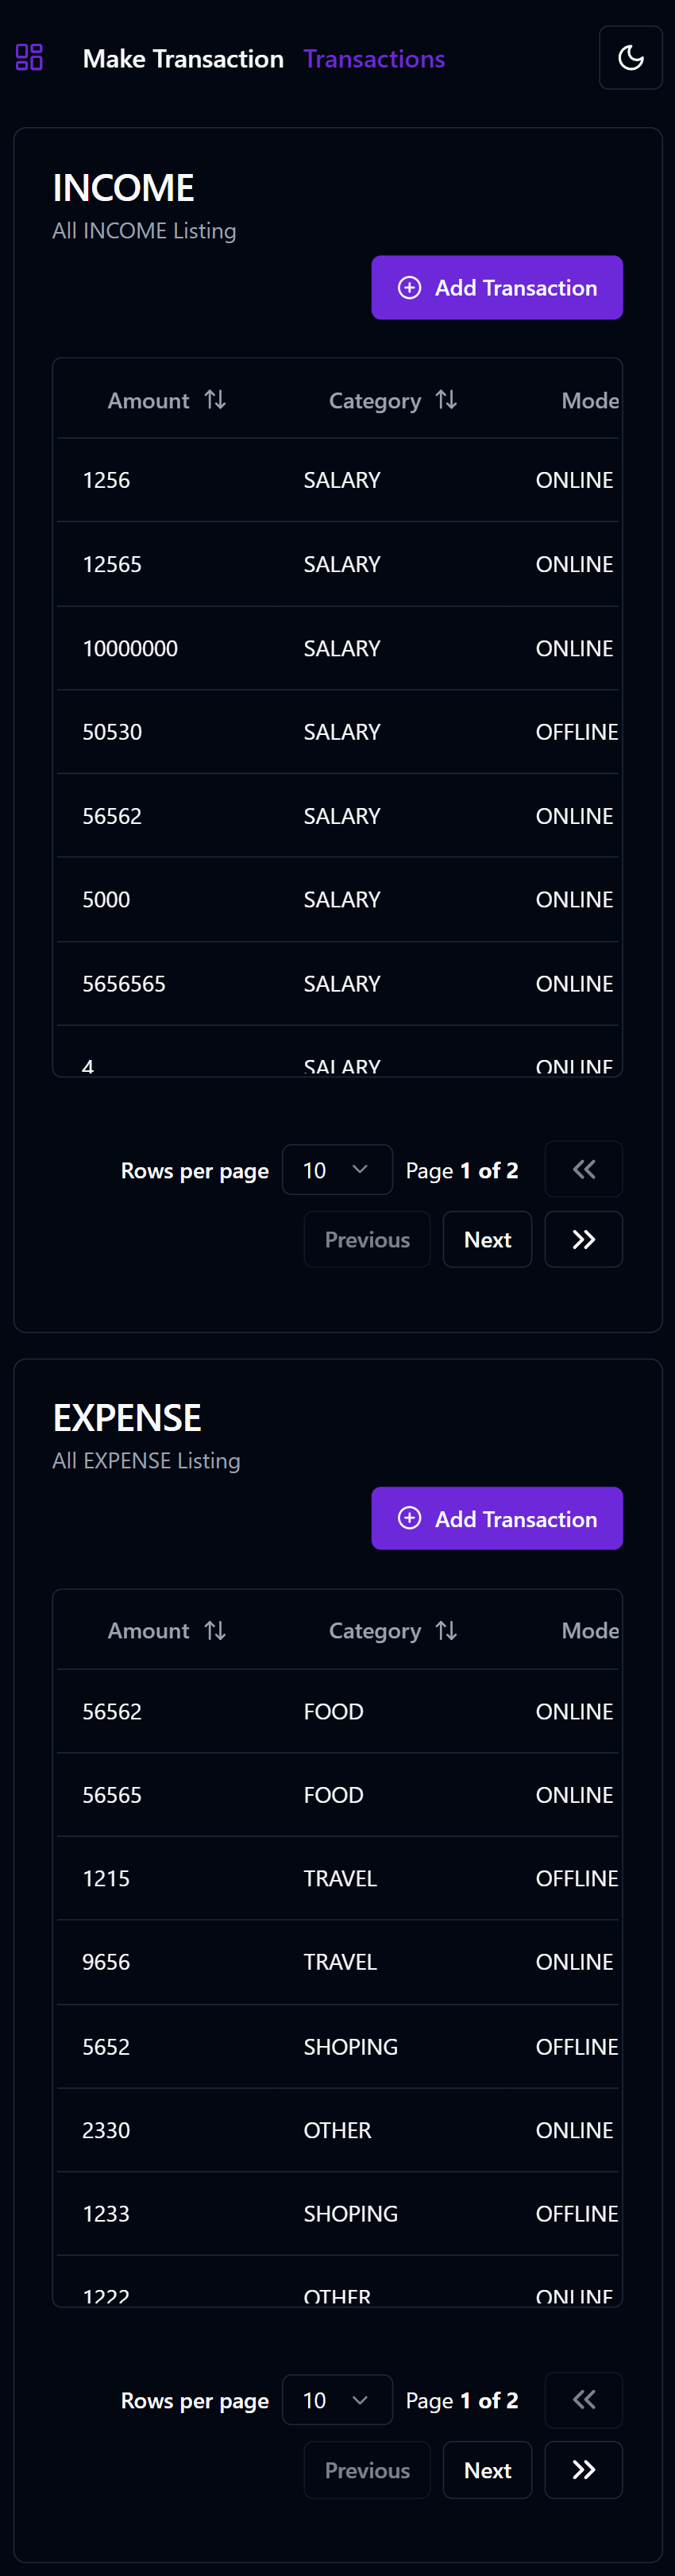 Make Transaction Transactions
INCOME
All INCOME Listing
Add Transaction
Amount Category Mode
1256 SALARY ONLINE
12565 SALARY ONLINE
10000000 SALARY ONLINE
50530 SALARY OFFLINE
56562 SALARY ONLINE
5000 SALARY ONLINE
5656565 SALARY ONLINE
4 SALARY ONLINE
Rows per page 10 Page 1 of 2
Previous Next
EXPENSE
All EXPENSE Listing
Add Transaction
Amount Category Mode
56562 FOOD ONLINE
56565 FOOD ONLINE
1215 TRAVEL OFFLINE
9656 TRAVEL ONLINE
5652 SHOPING OFFLINE
2330 OTHER ONLINE
1233 SHOPING OFFLINE
1222 OTHER ONLINE
Rows per page 10 Page 1 of 2
Previous Next